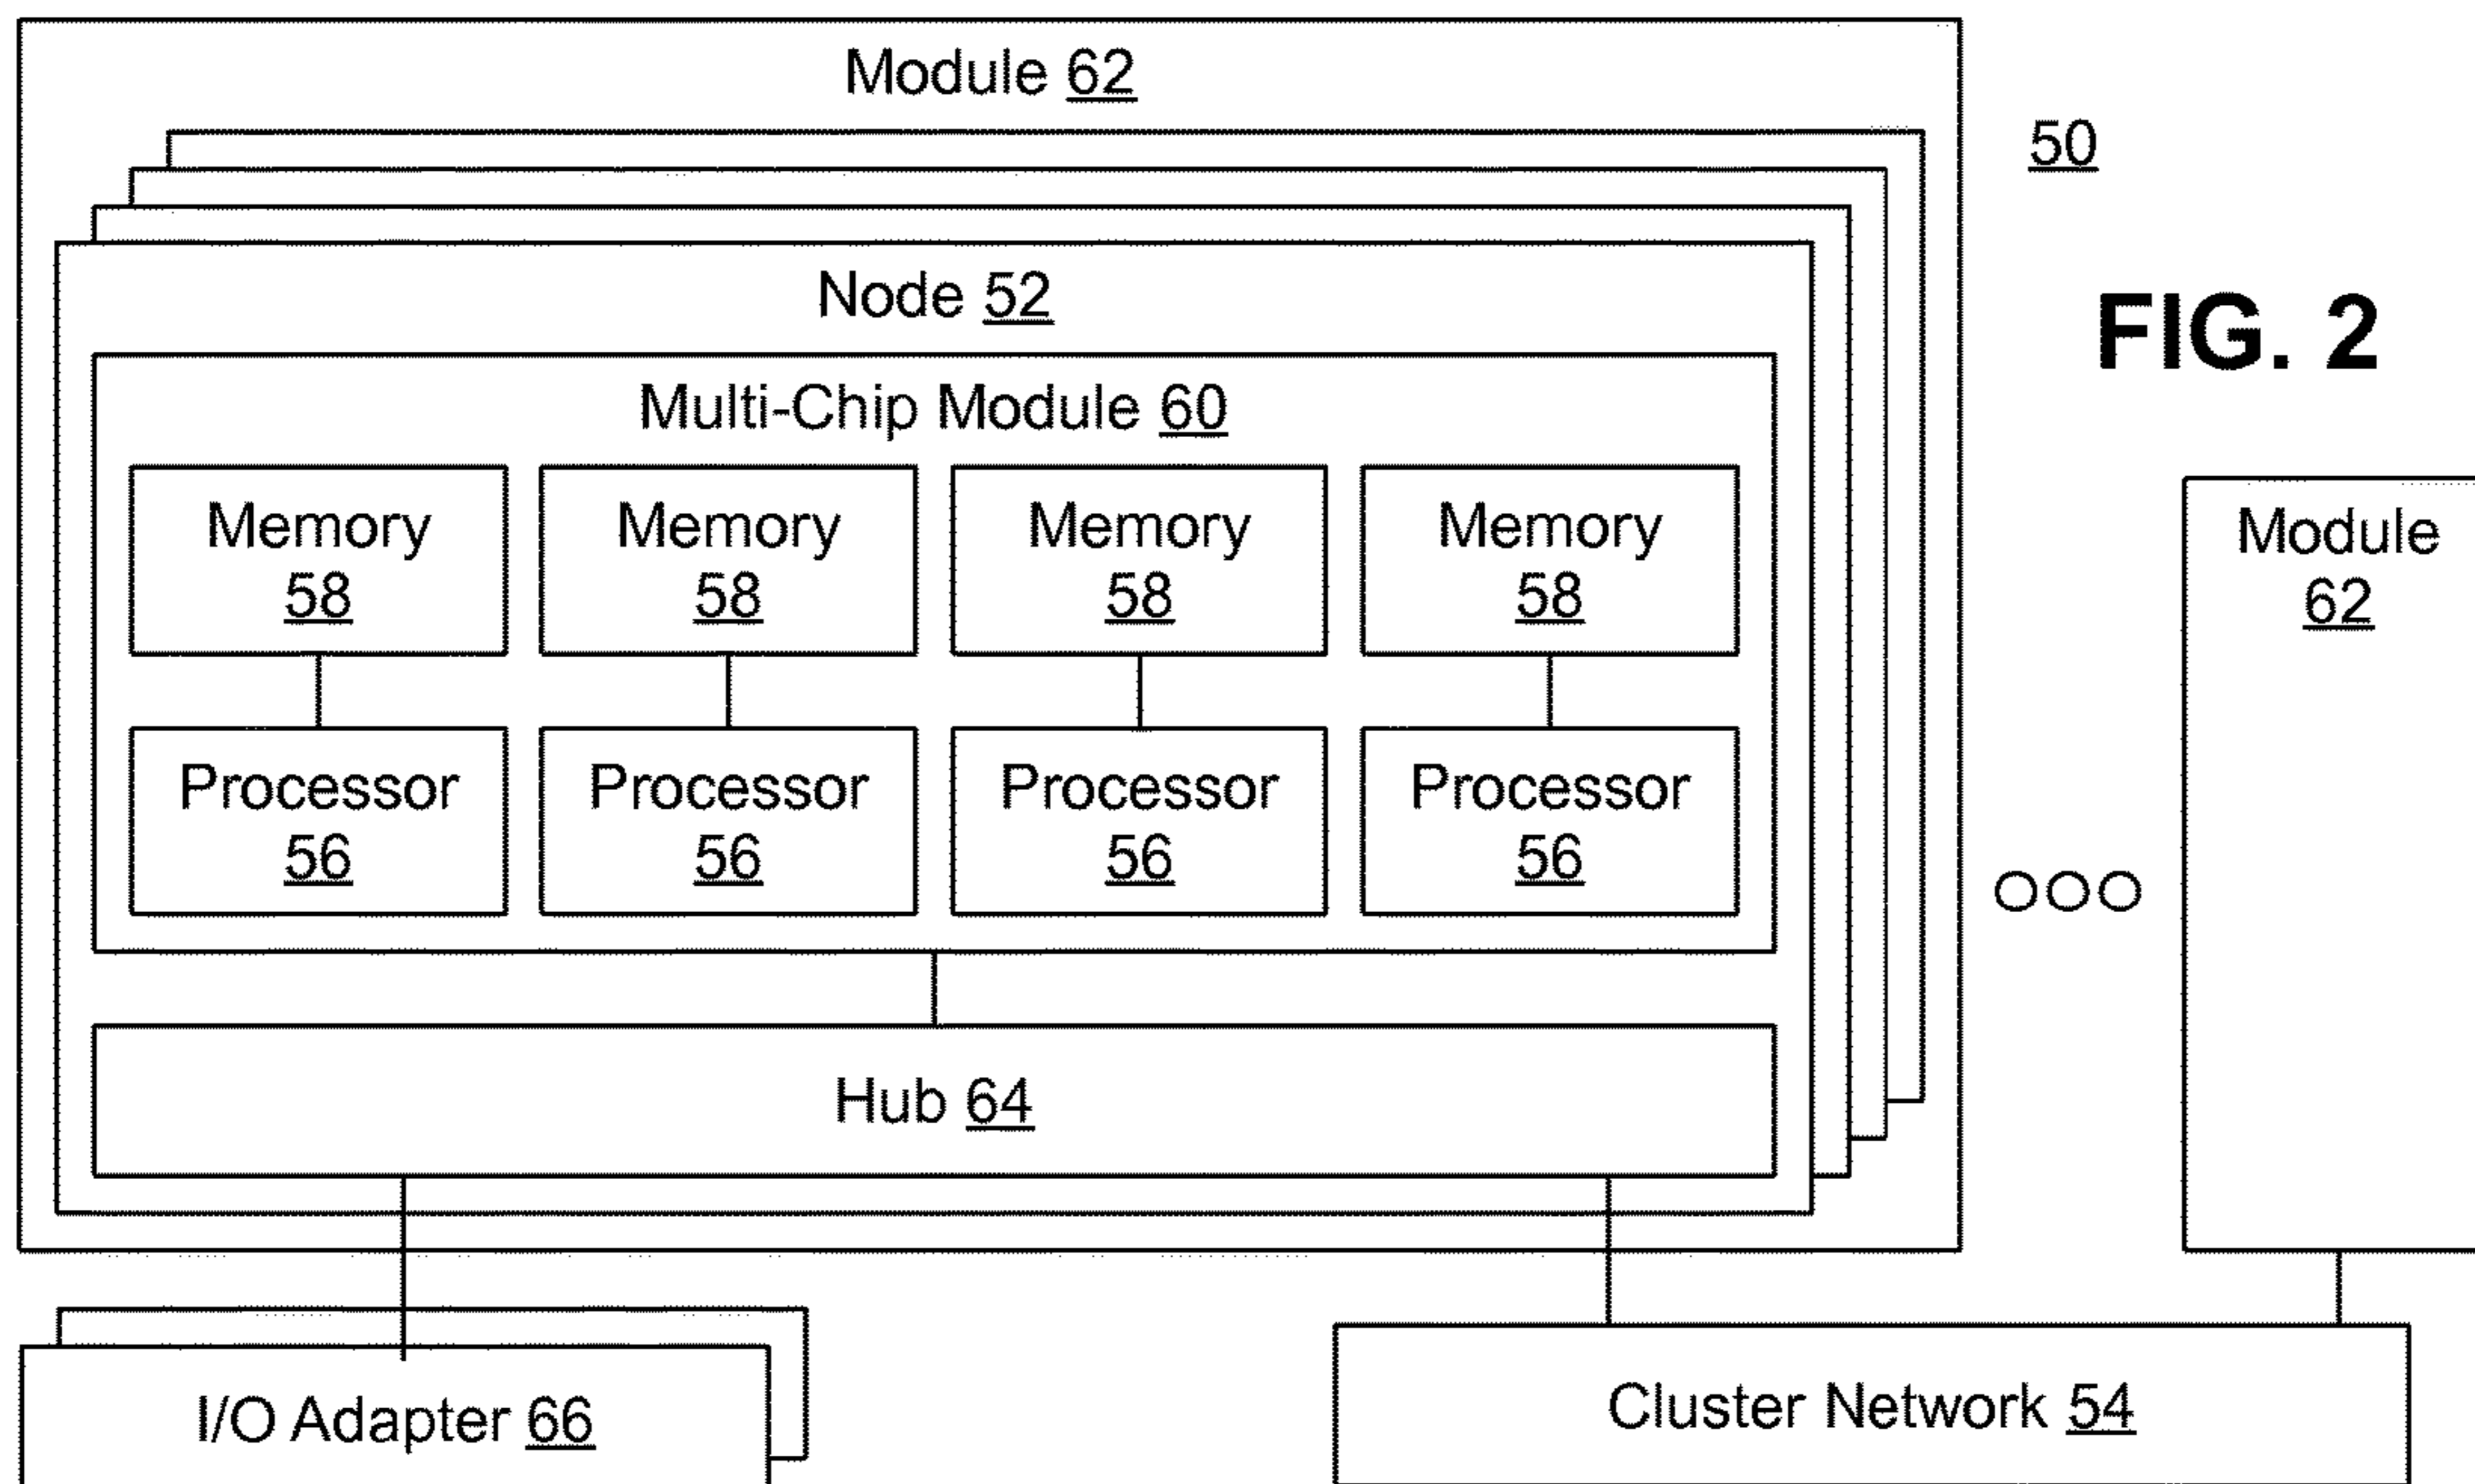 Module 62
50
FIG. 2
Node 52
Multi-Chip Module 60
Memory
58
Memory
58
Memory
58
Memory
58
Processor
56
Processor
56
Processor
56
Processor
56
Module
62
Hub 64
I/O Adapter 66
Cluster Network 54